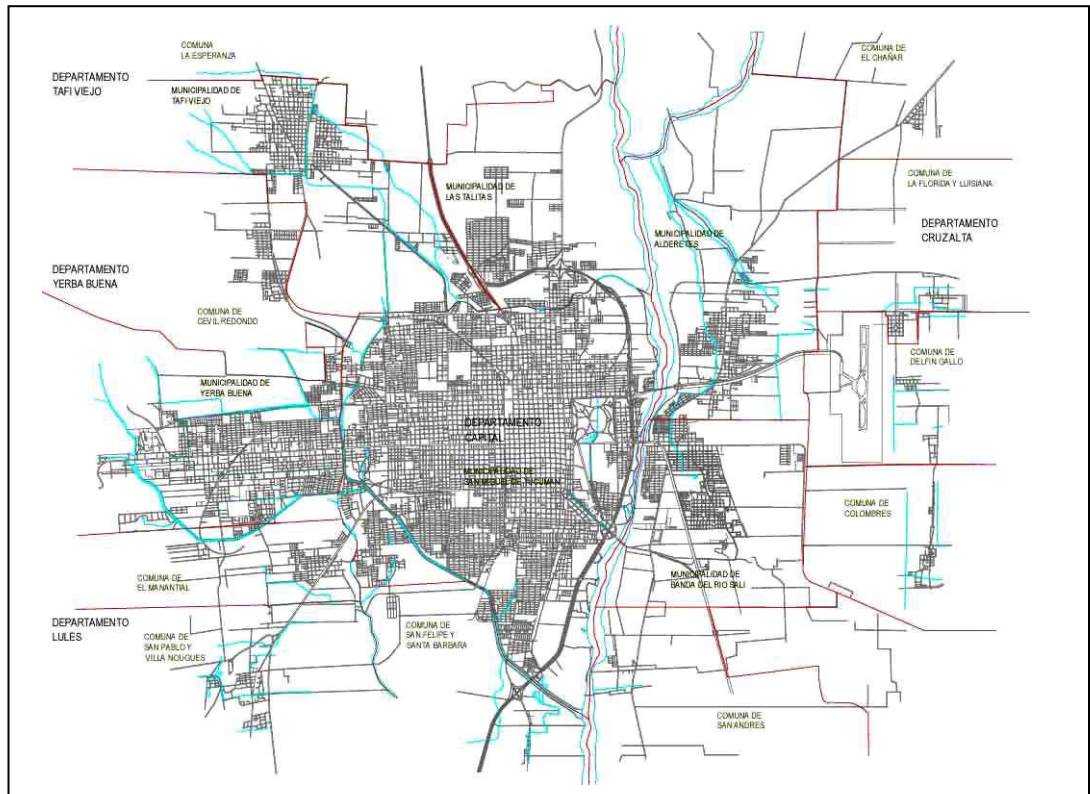 COMUNA
LA ESPERANZA
COMUNA DE
EL CHAÑAR
DEPARTAMENTO
TAFI VIEJO
MUNICIPALIDAD DE
TAFI VIEJO
MUNICIPALIDAD DE
LAS TALITAS
COMUNA DE
LA FLORIDA Y LUISIANA
DEPARTAMENTO
CRUZALTA
MUNICIPALIDAD DE
ALDERETES
DEPARTAMENTO
YERBA BUENA
COMUNA DE
CEVIL REDONDO
COMUNA DE
DELFIN GALLO
MUNICIPALIDAD DE
YERBA BUENA
DEPARTAMENTO
CAPITAL
MUNICIPALIDAD DE
SAN MIGUEL DE TUCUMAN
COMUNA DE
COLOMBRES
COMUNA DE
EL MANANTIAL
MUNICIPALIDAD DE
BANDA DEL RIO SALI
DEPARTAMENTO
LULES
COMUNA DE
SAN PABLO Y
VILLA NOUGUES
COMUNA DE
SAN FELIPE Y
SANTA BARBARA
COMUNA DE
SAN ANDRES